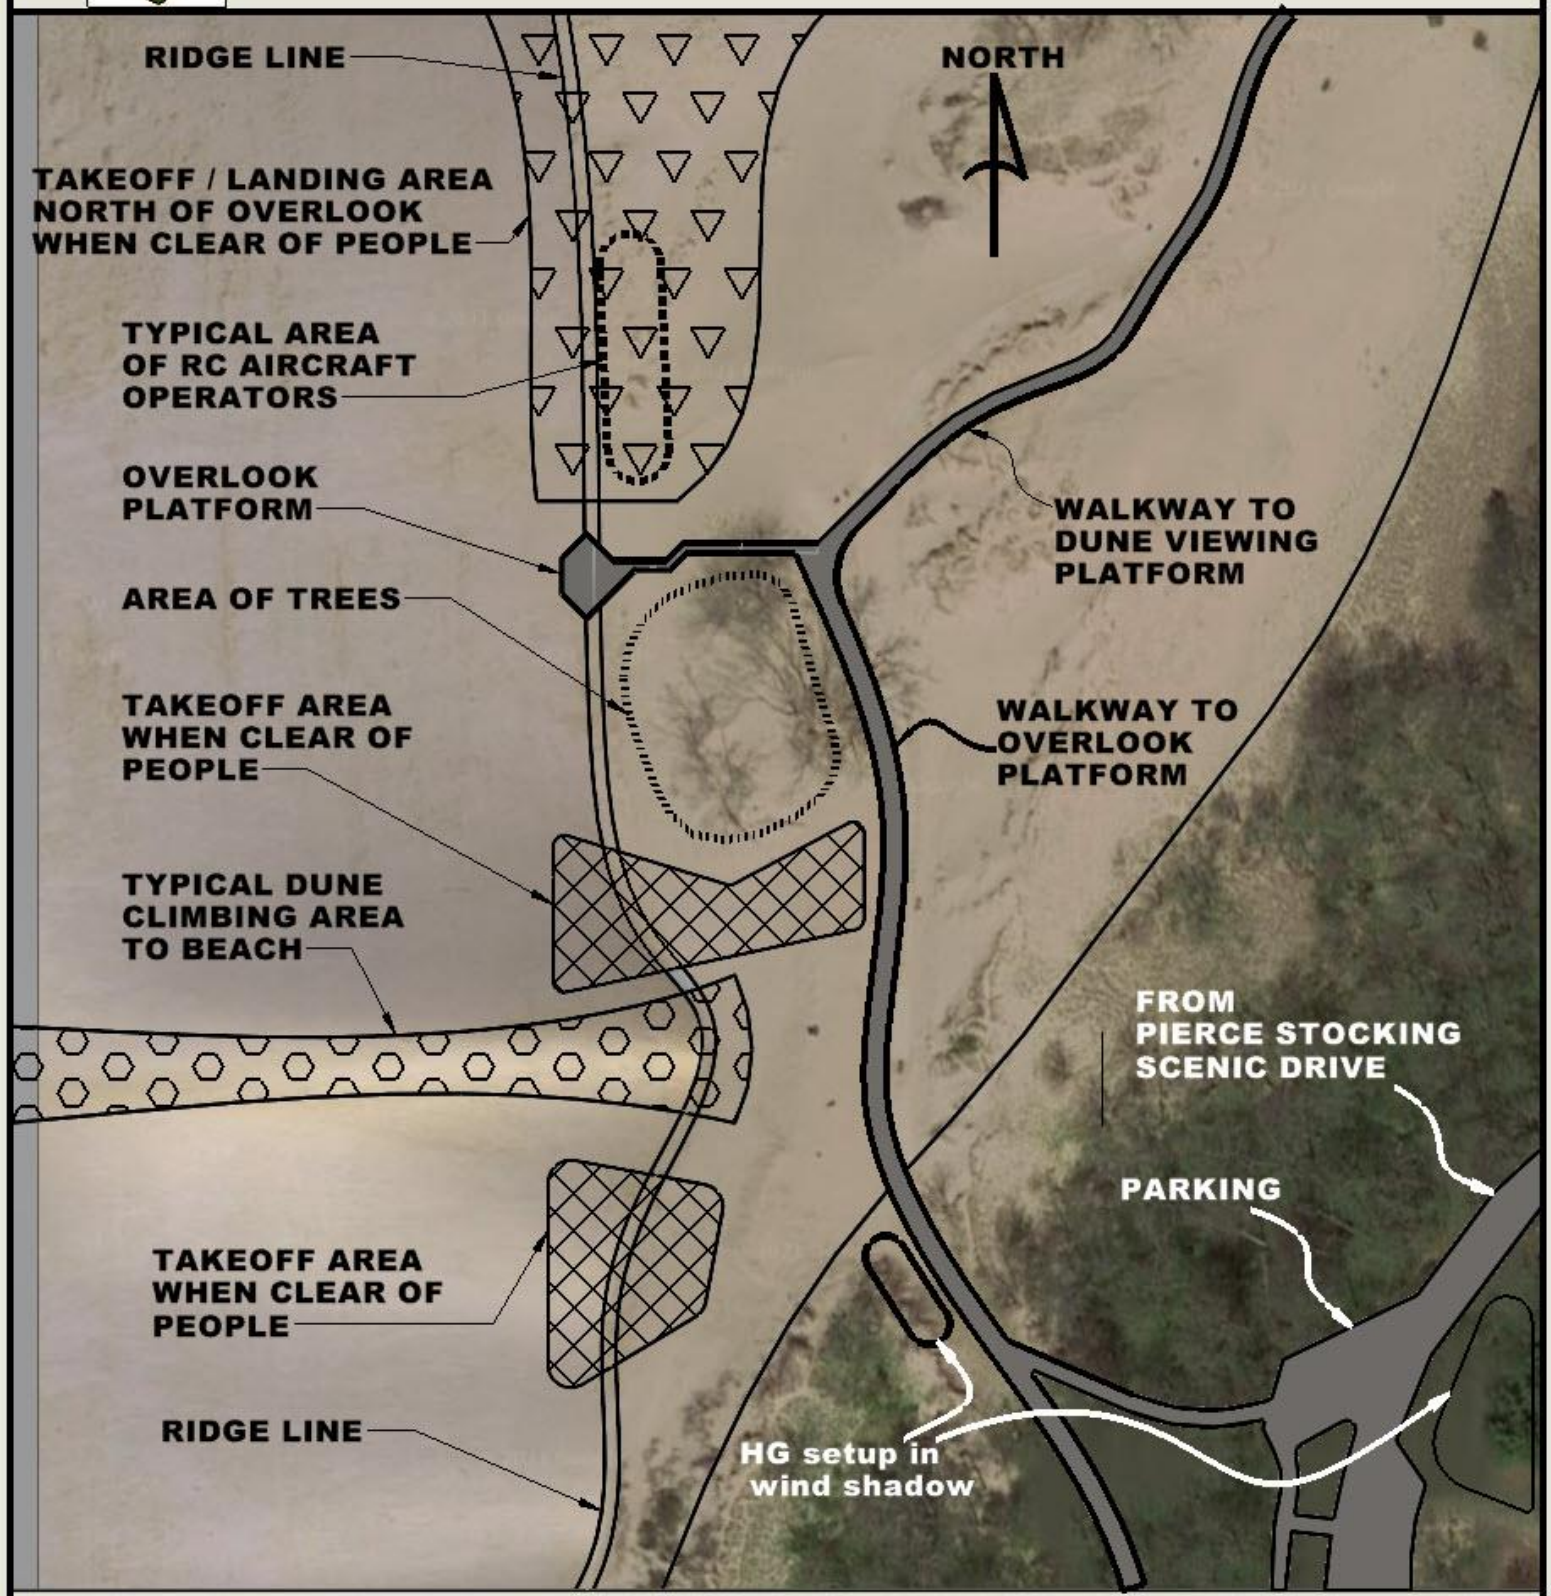 RIDGE LINE
NORTH
TAKEOFF / LANDING AREA
NORTH OF OVERLOOK
WHEN CLEAR OF PEOPLE
TYPICAL AREA
OF RC AIRCRAFT
OPERATORS
OVERLOOK
PLATFORM
WALKWAY TO
DUNE VIEWING
PLATFORM
AREA OF TREES
TAKEOFF AREA
WHEN CLEAR OF
PEOPLE
WALKWAY TO
OVERLOOK
PLATFORM
TYPICAL DUNE
CLIMBING AREA
TO BEACH
FROM
PIERCE STOCKING
SCENIC DRIVE
PARKING
TAKEOFF AREA
WHEN CLEAR OF
PEOPLE
RIDGE LINE
HG setup in
wind shadow